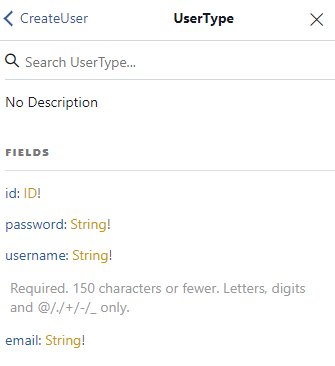 CreateUser
UserType
Search UserType...
No Description
FIELDS
id: ID!
password: String!
username: String!
Required. 150 characters or fewer. Letters, digits
and @/./+/-/_ only.
email: String!